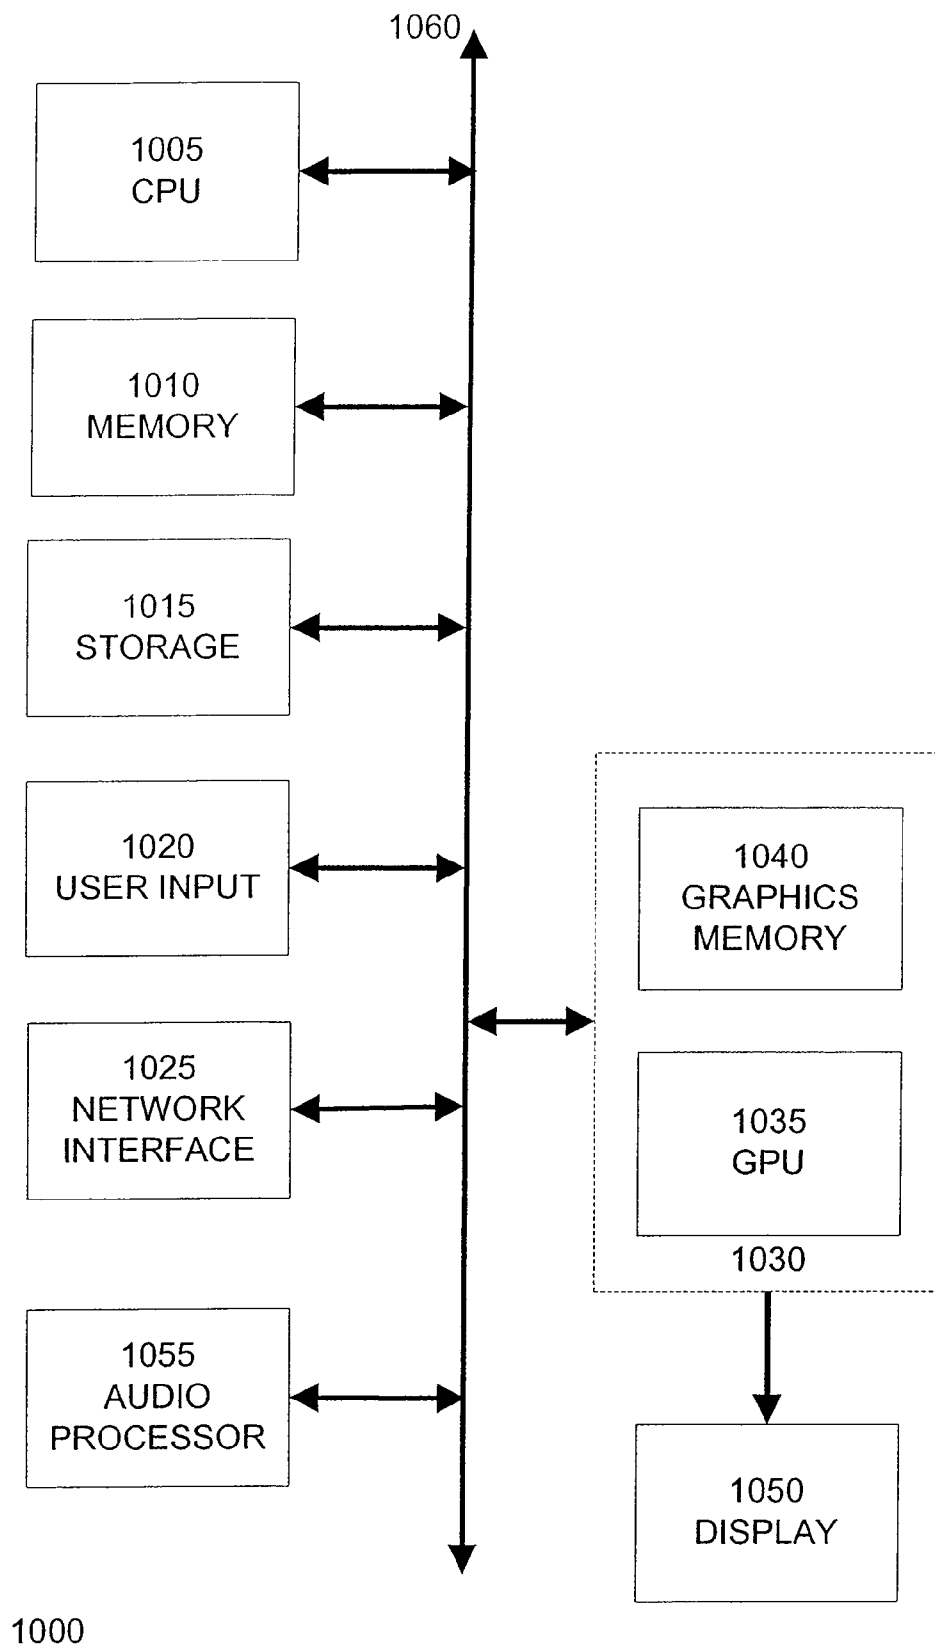 1060
1005
CPU
1010
MEMORY
1015
STORAGE
1020
USER INPUT
1025
NETWORK
INTERFACE
1055
AUDIO
PROCESSOR
1040
GRAPHICS
MEMORY
1035
GPU
1030
1050
DISPLAY
1000